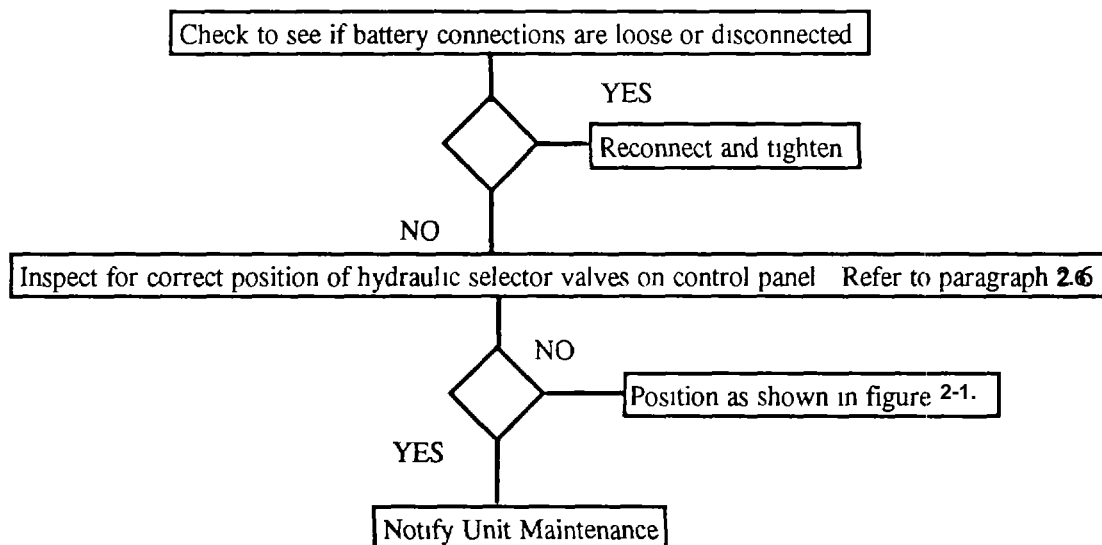 Check to see if battery connections are loose or disconnected
YES
Reconnect and tighten
NO
Inspect for correct position of hydraulic selector valves on control panel Refer to paragraph 2.6
NO
Position as shown in figure 2-1.
YES
Notify Unit Maintenance